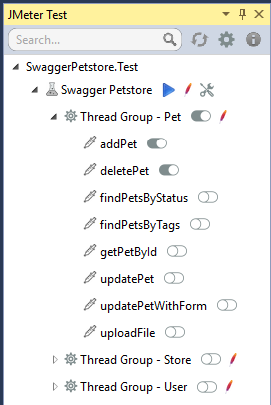 JMeter Test
Search...
SwaggerPetstore.Test
Swagger Petstore
Thread Group - Pet
addPet
deletePet
findPetsByStatus
findPetsByTags
getPetById
updatePet
updatePetWithForm
uploadFile
Thread Group - Store
Thread Group - User